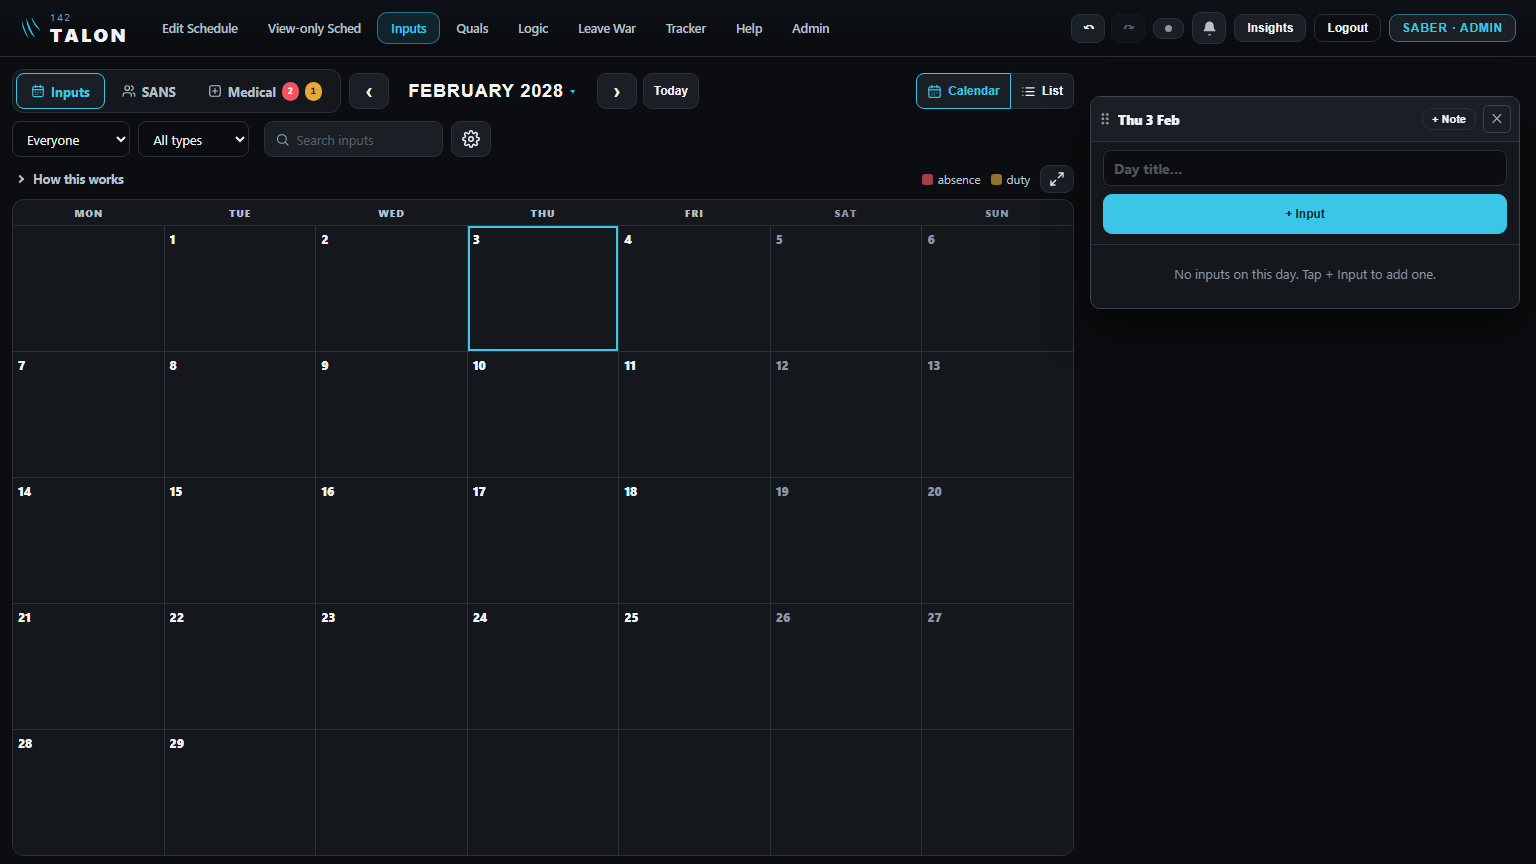 142
TALON
Edit Schedule
View-only Sched
Inputs
Quals
Logic
Leave War
Tracker
Help
Admin
Insights
Logout
SABER · ADMIN
Inputs
SANS
Medical 2 1
‹
FEBRUARY 2028
›
Today
Calendar
List
Everyone
All types
Search inputs
How this works
absence
duty
MON TUE WED THU FRI SAT SUN
1 2 3 4 5 6
7 8 9 10 11 12 13
14 15 16 17 18 19 20
21 22 23 24 25 26 27
28 29
Thu 3 Feb
+ Note
Day title...
+ Input
No inputs on this day. Tap + Input to add one.